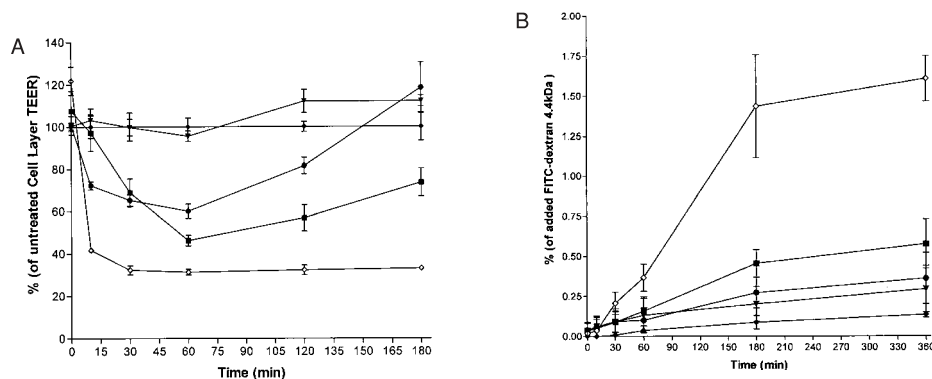 A
% (of untreated Cell Layer TEER)
140
120
100
80
60
40
20
0
0 15 30 45 60 75 90 105 120 135 150 165 180
Time (min)
B
% (of added FITC-dextran 4.4kDa)
2.00
1.75
1.50
1.25
1.00
0.75
0.50
0.25
0.00
0 30 60 90 120 150 180 210 240 270 300 330 360
Time (min)